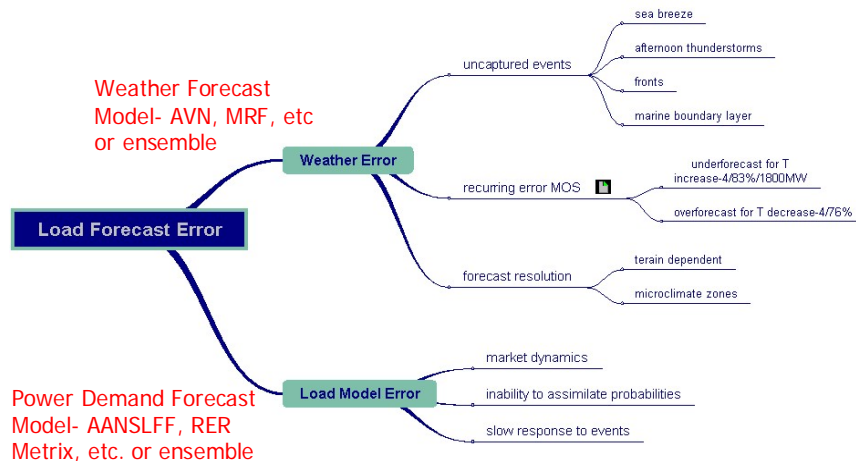 Weather Forecast
Model- AVN, MRF, etc
or ensemble
Load Forecast Error
Weather Error
uncaptured events
sea breeze
afternoon thunderstorms
fronts
marine boundary layer
recurring error MOS
underforecast for T
increase-4/83%/1800MW
overforecast for T decrease-4/76%
forecast resolution
terain dependent
microclimate zones
Power Demand Forecast
Model- AANSLFF, RER
Metrix, etc. or ensemble
Load Model Error
market dynamics
inability to assimilate probabilities
slow response to events